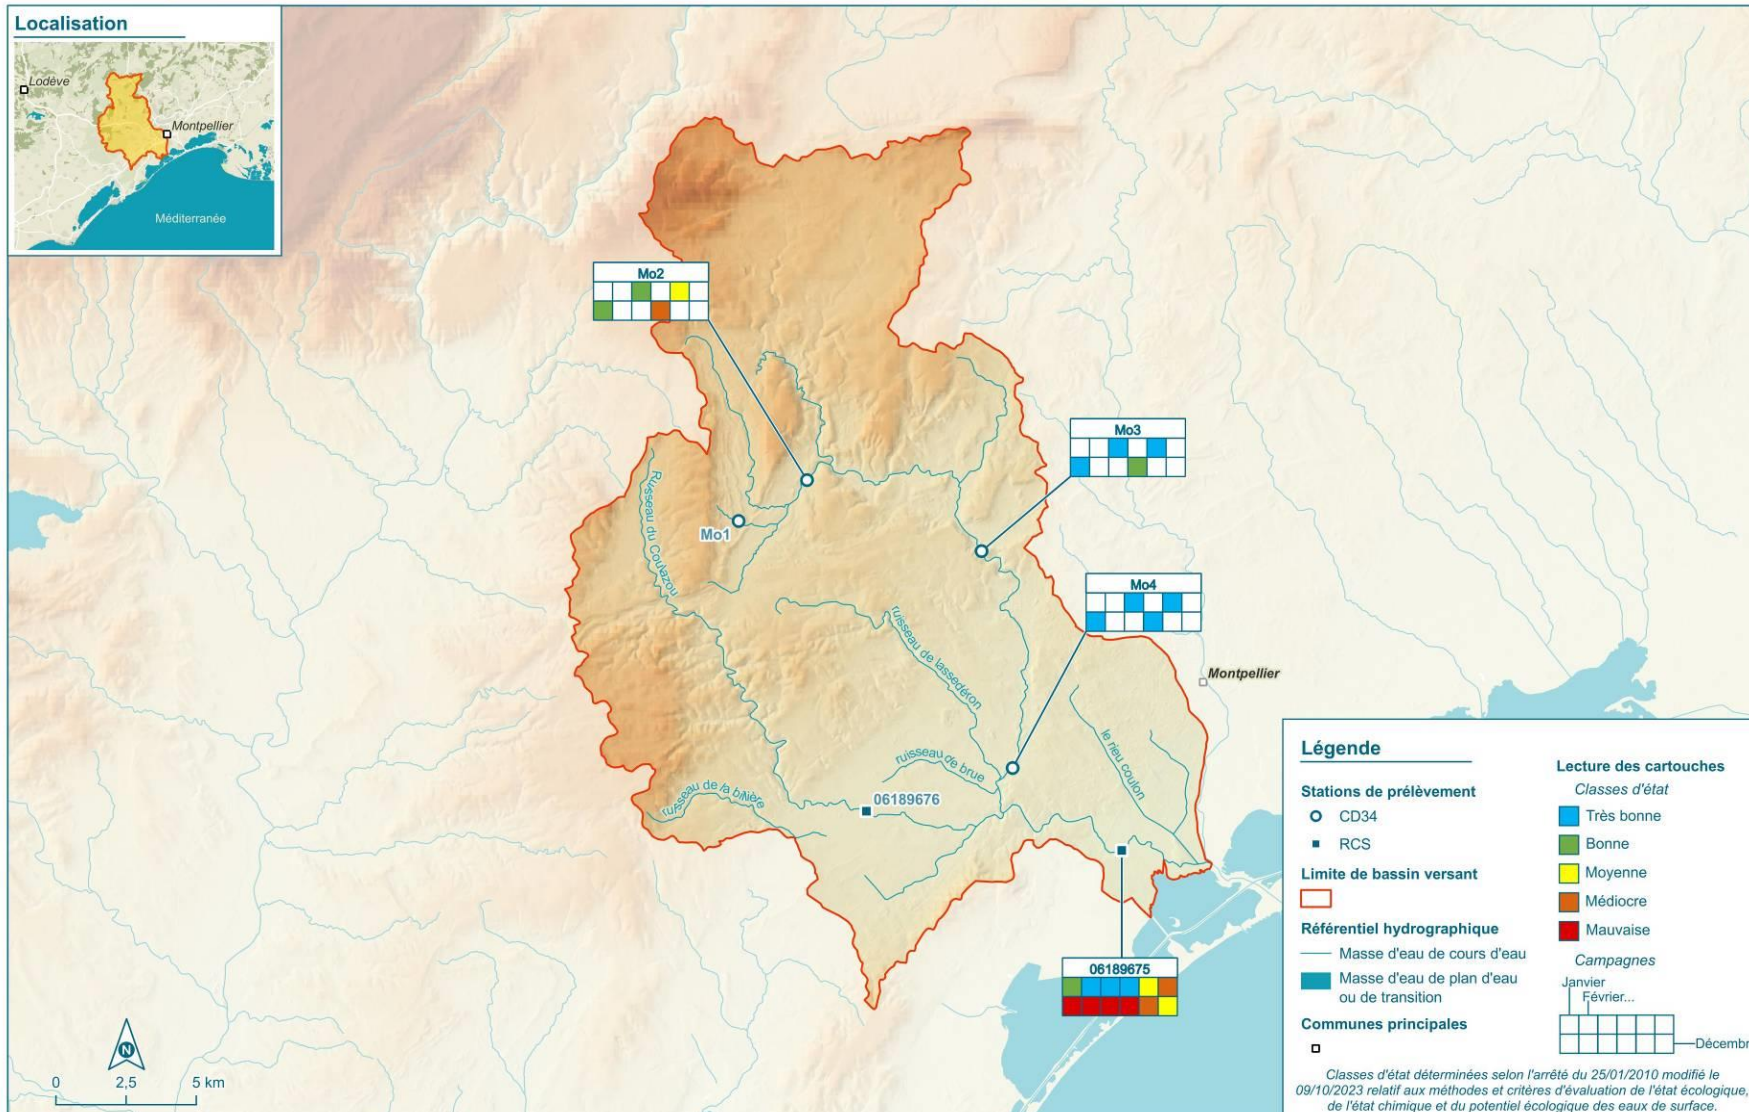 Localisation
Lodève
Montpellier
Méditerranée
Mo2
Mo3
Mo1
Ruisseau du Coulazou
Mo4
ruisseau de lassedéron
Montpellier
le rieu coulon
ruisseau de brue
ruisseau de la billière
06189676
06189675
N
0 2,5 5 km
Légende
Stations de prélèvement
CD34
RCS
Limite de bassin versant
Référentiel hydrographique
Masse d'eau de cours d'eau
Masse d'eau de plan d'eau
ou de transition
Communes principales
Lecture des cartouches
Classes d'état
Très bonne
Bonne
Moyenne
Médiocre
Mauvaise
Campagnes
Janvier
Février...
Décembr
Classes d'état déterminées selon l'arrêté du 25/01/2010 modifié le
09/10/2023 relatif aux méthodes et critères d'évaluation de l'état écologique,
de l'état chimique et du potentiel écologique des eaux de surface.